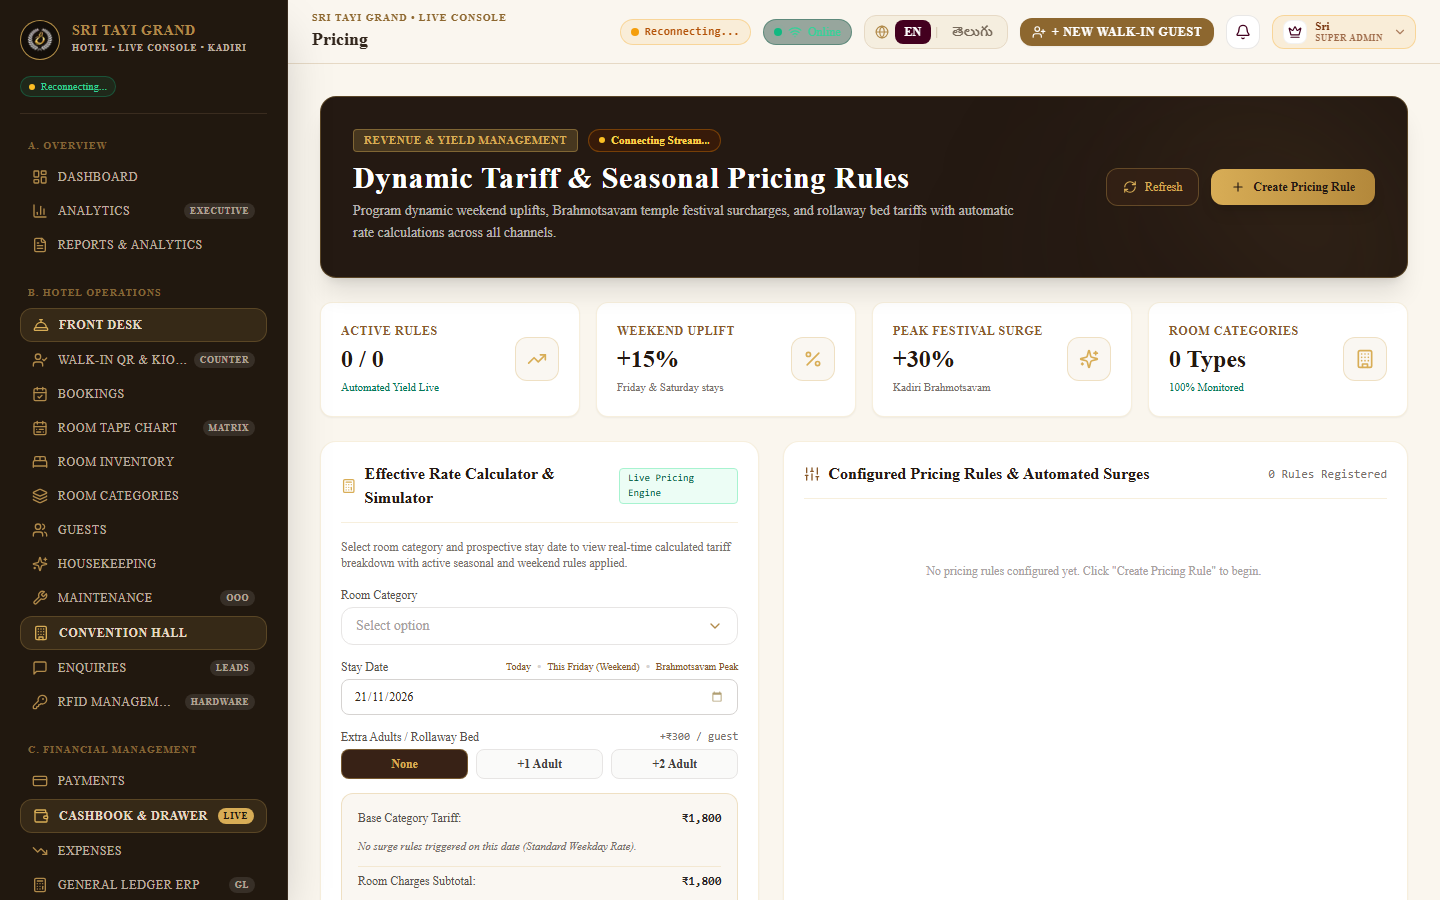 SRI TAYI GRAND
HOTEL • LIVE CONSOLE • KADIRI
Reconnecting...
A. OVERVIEW
DASHBOARD
ANALYTICS EXECUTIVE
REPORTS & ANALYTICS
B. HOTEL OPERATIONS
FRONT DESK
WALK-IN QR & KIO... COUNTER
BOOKINGS
ROOM TAPE CHART MATRIX
ROOM INVENTORY
ROOM CATEGORIES
GUESTS
HOUSEKEEPING
MAINTENANCE OOO
CONVENTION HALL
ENQUIRIES LEADS
RFID MANAGEM... HARDWARE
C. FINANCIAL MANAGEMENT
PAYMENTS
CASHBOOK & DRAWER LIVE
EXPENSES
GENERAL LEDGER ERP GL
SRI TAYI GRAND • LIVE CONSOLE
Pricing
Reconnecting...
EN తెలుగు
+ NEW WALK-IN GUEST
Sri
SUPER ADMIN
REVENUE & YIELD MANAGEMENT
Connecting Stream...
Dynamic Tariff & Seasonal Pricing Rules
Program dynamic weekend uplifts, Brahmotsavam temple festival surcharges, and rollaway bed tariffs with automatic
rate calculations across all channels.
Refresh
Create Pricing Rule
ACTIVE RULES
0 / 0
Automated Yield Live
WEEKEND UPLIFT
+15%
Friday & Saturday stays
PEAK FESTIVAL SURGE
+30%
Kadiri Brahmotsavam
ROOM CATEGORIES
0 Types
100% Monitored
Effective Rate Calculator &
Simulator
Live Pricing
Engine
Select room category and prospective stay date to view real-time calculated tariff
breakdown with active seasonal and weekend rules applied.
Room Category
Select option
Stay Date
Today • This Friday (Weekend) • Brahmotsavam Peak
21/11/2026
Extra Adults / Rollaway Bed
+₹300 / guest
None
+1 Adult
+2 Adult
Base Category Tariff: ₹1,800
No surge rules triggered on this date (Standard Weekday Rate).
Room Charges Subtotal: ₹1,800
Configured Pricing Rules & Automated Surges
0 Rules Registered
No pricing rules configured yet. Click "Create Pricing Rule" to begin.